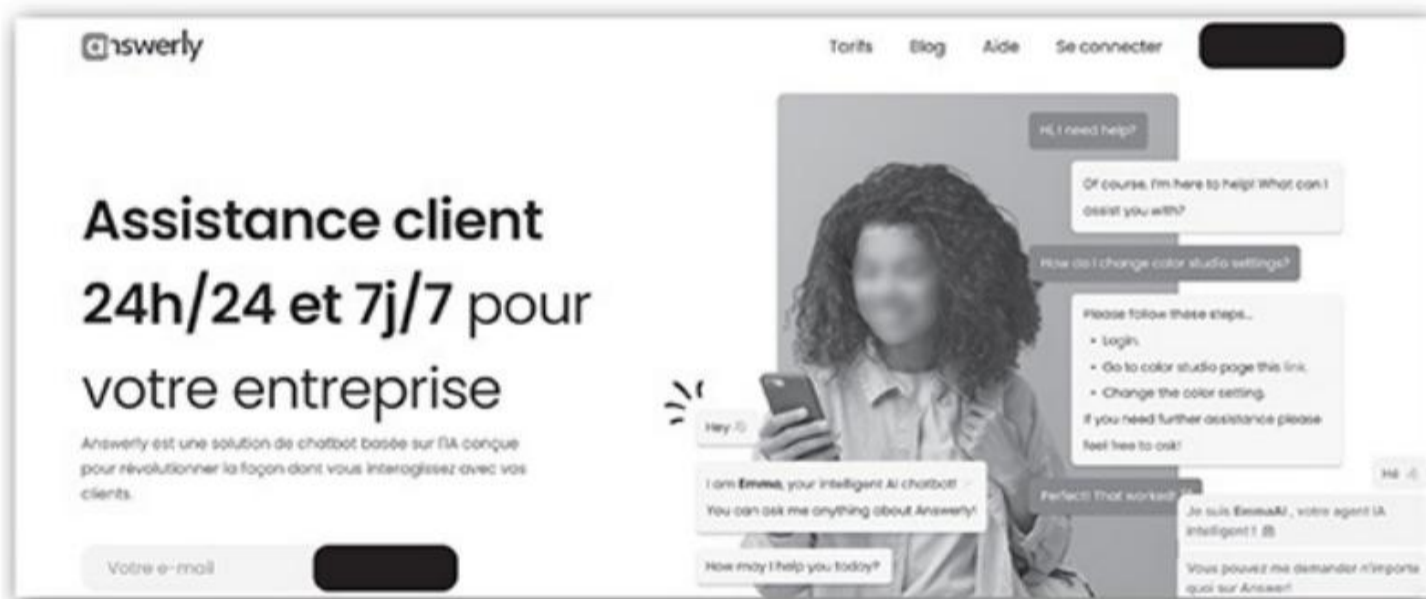 answerly
Tarifs Blog Aide Se connecter
Assistance client
24h/24 et 7j/7 pour
votre entreprise
Answerly est une solution de chatbot basée sur l'IA conçue
pour révolutionner la façon dont vous interagissez avec vos
clients.
Votre e-mail
Hi, I need help?
Of course, I'm here to help! What can I
assist you with?
How do I change color studio settings?
Please follow these steps...
• Login.
• Go to color studio page this link.
• Change the color setting.
If you need further assistance please
feel free to ask!
Perfect! That worked!
Hey
I am Emma, your intelligent AI chatbot!
You can ask me anything about Answerly!
How may I help you today?
Hé
Je suis EmmaAI , votre agent IA
intelligent !
Vous pouvez me demander n'importe
quoi sur Answer!